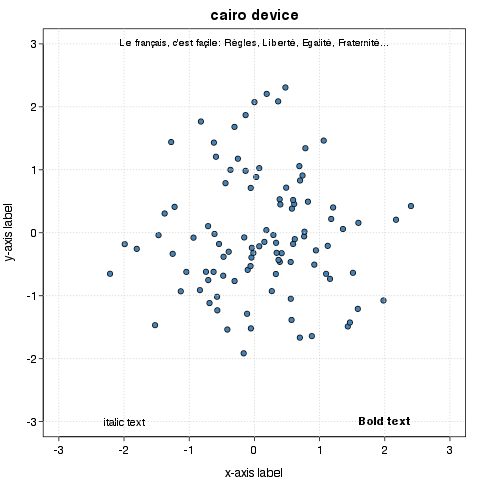 cairo device
Le français, c'est façile: Règles, Liberté, Egalité, Fraternité...
3
2
1
0
-1
-2
-3
italic text
Bold text
-3 -2 -1 0 1 2 3
x-axis label
y-axis label